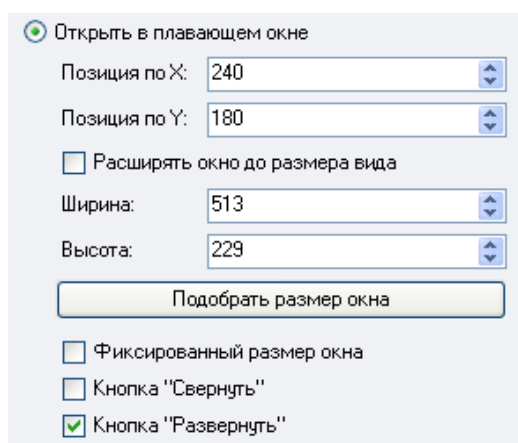 Открыть в плавающем окне
Позиция по X: 240
Позиция по Y: 180
Расширять окно до размера вида
Ширина: 513
Высота: 229
Подобрать размер окна
Фиксированный размер окна
Кнопка "Свернуть"
Кнопка "Развернуть"